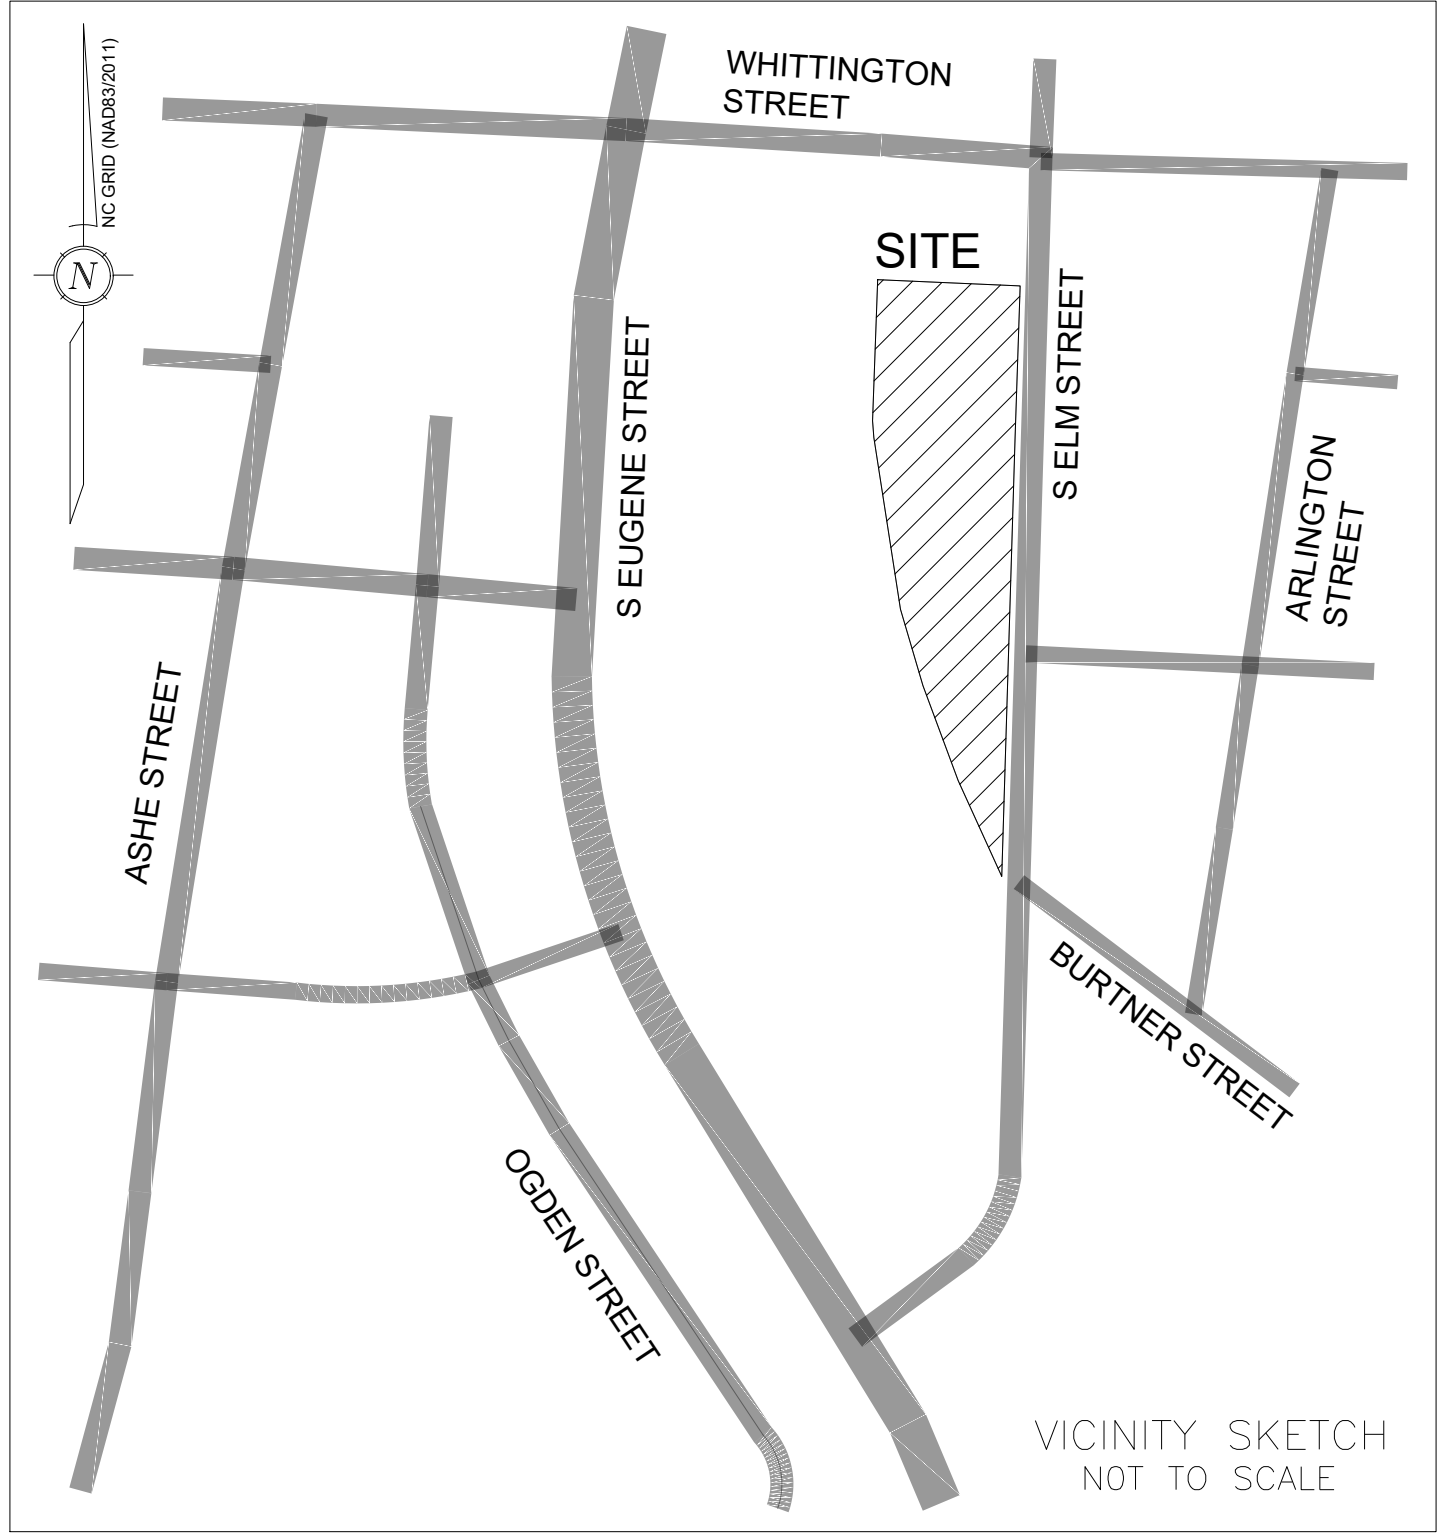 WHITTINGTON
STREET
NC GRID (NAD83/2011)
N
SITE
S ELM STREET
S EUGENE STREET
ARLINGTON
STREET
ASHE STREET
BURTNER STREET
OGDEN STREET
VICINITY SKETCH
NOT TO SCALE